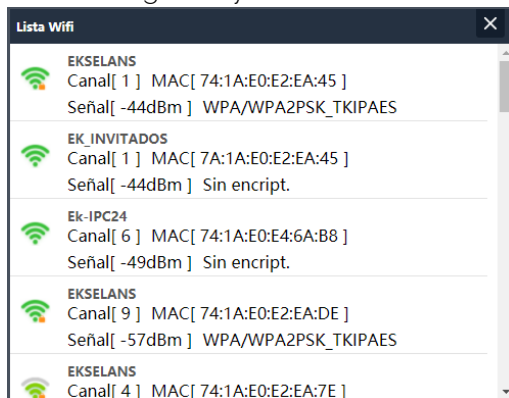 Lista Wifi
EKSELANS
Canal[ 1 ] MAC[ 74:1A:E0:E2:EA:45 ]
Señal[ -44dBm ] WPA/WPA2PSK_TKIPAES
EK_INVITADOS
Canal[ 1 ] MAC[ 7A:1A:E0:E2:EA:45 ]
Señal[ -44dBm ] Sin encript.
Ek-IPC24
Canal[ 6 ] MAC[ 74:1A:E0:E4:6A:B8 ]
Señal[ -49dBm ] Sin encript.
EKSELANS
Canal[ 9 ] MAC[ 74:1A:E0:E2:EA:DE ]
Señal[ -57dBm ] WPA/WPA2PSK_TKIPAES
EKSELANS
Canal[ 4 ] MAC[ 74:1A:E0:E2:EA:7E ]